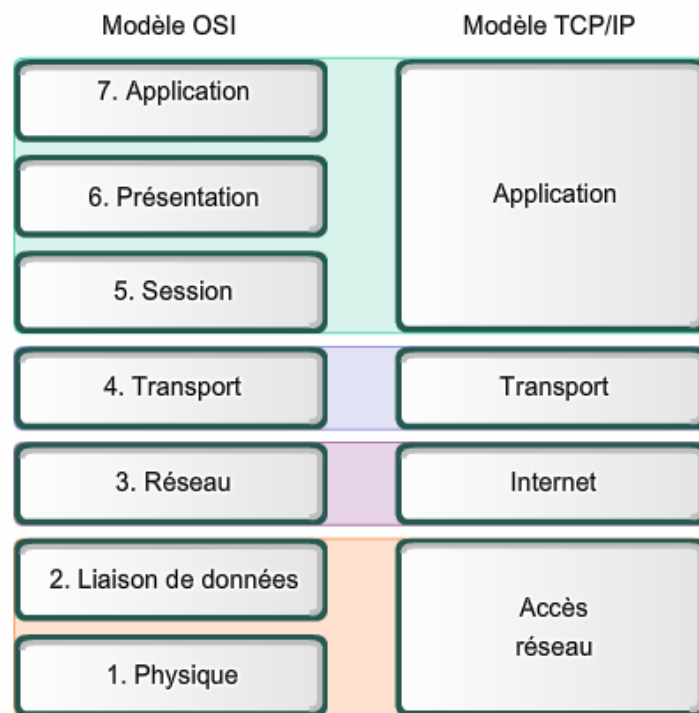 Modèle OSI
Modèle TCP/IP
7. Application
6. Présentation
5. Session
4. Transport
3. Réseau
2. Liaison de données
1. Physique
Application
Transport
Internet
Accès
réseau